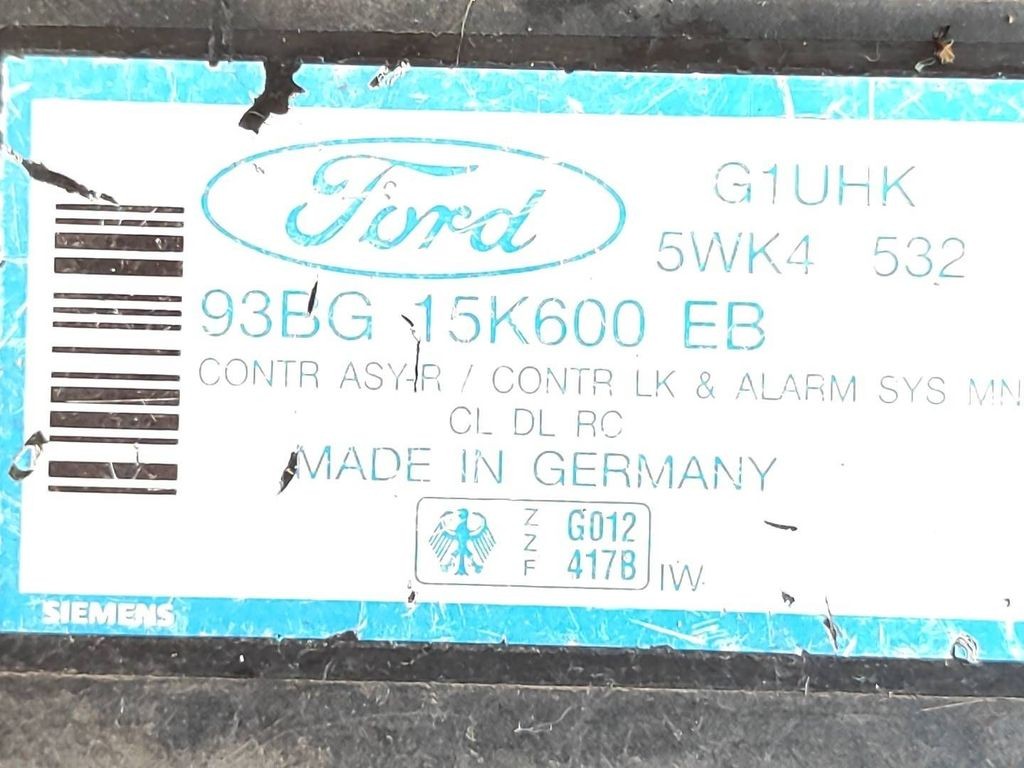 Ford
G1UHK
5WK4 532
93BG 15K600 EB
CONTR ASY-R / CONTR LK & ALARM SYS MN
CL DL RC
MADE IN GERMANY
ZZF G012 417B
IW
SIEMENS